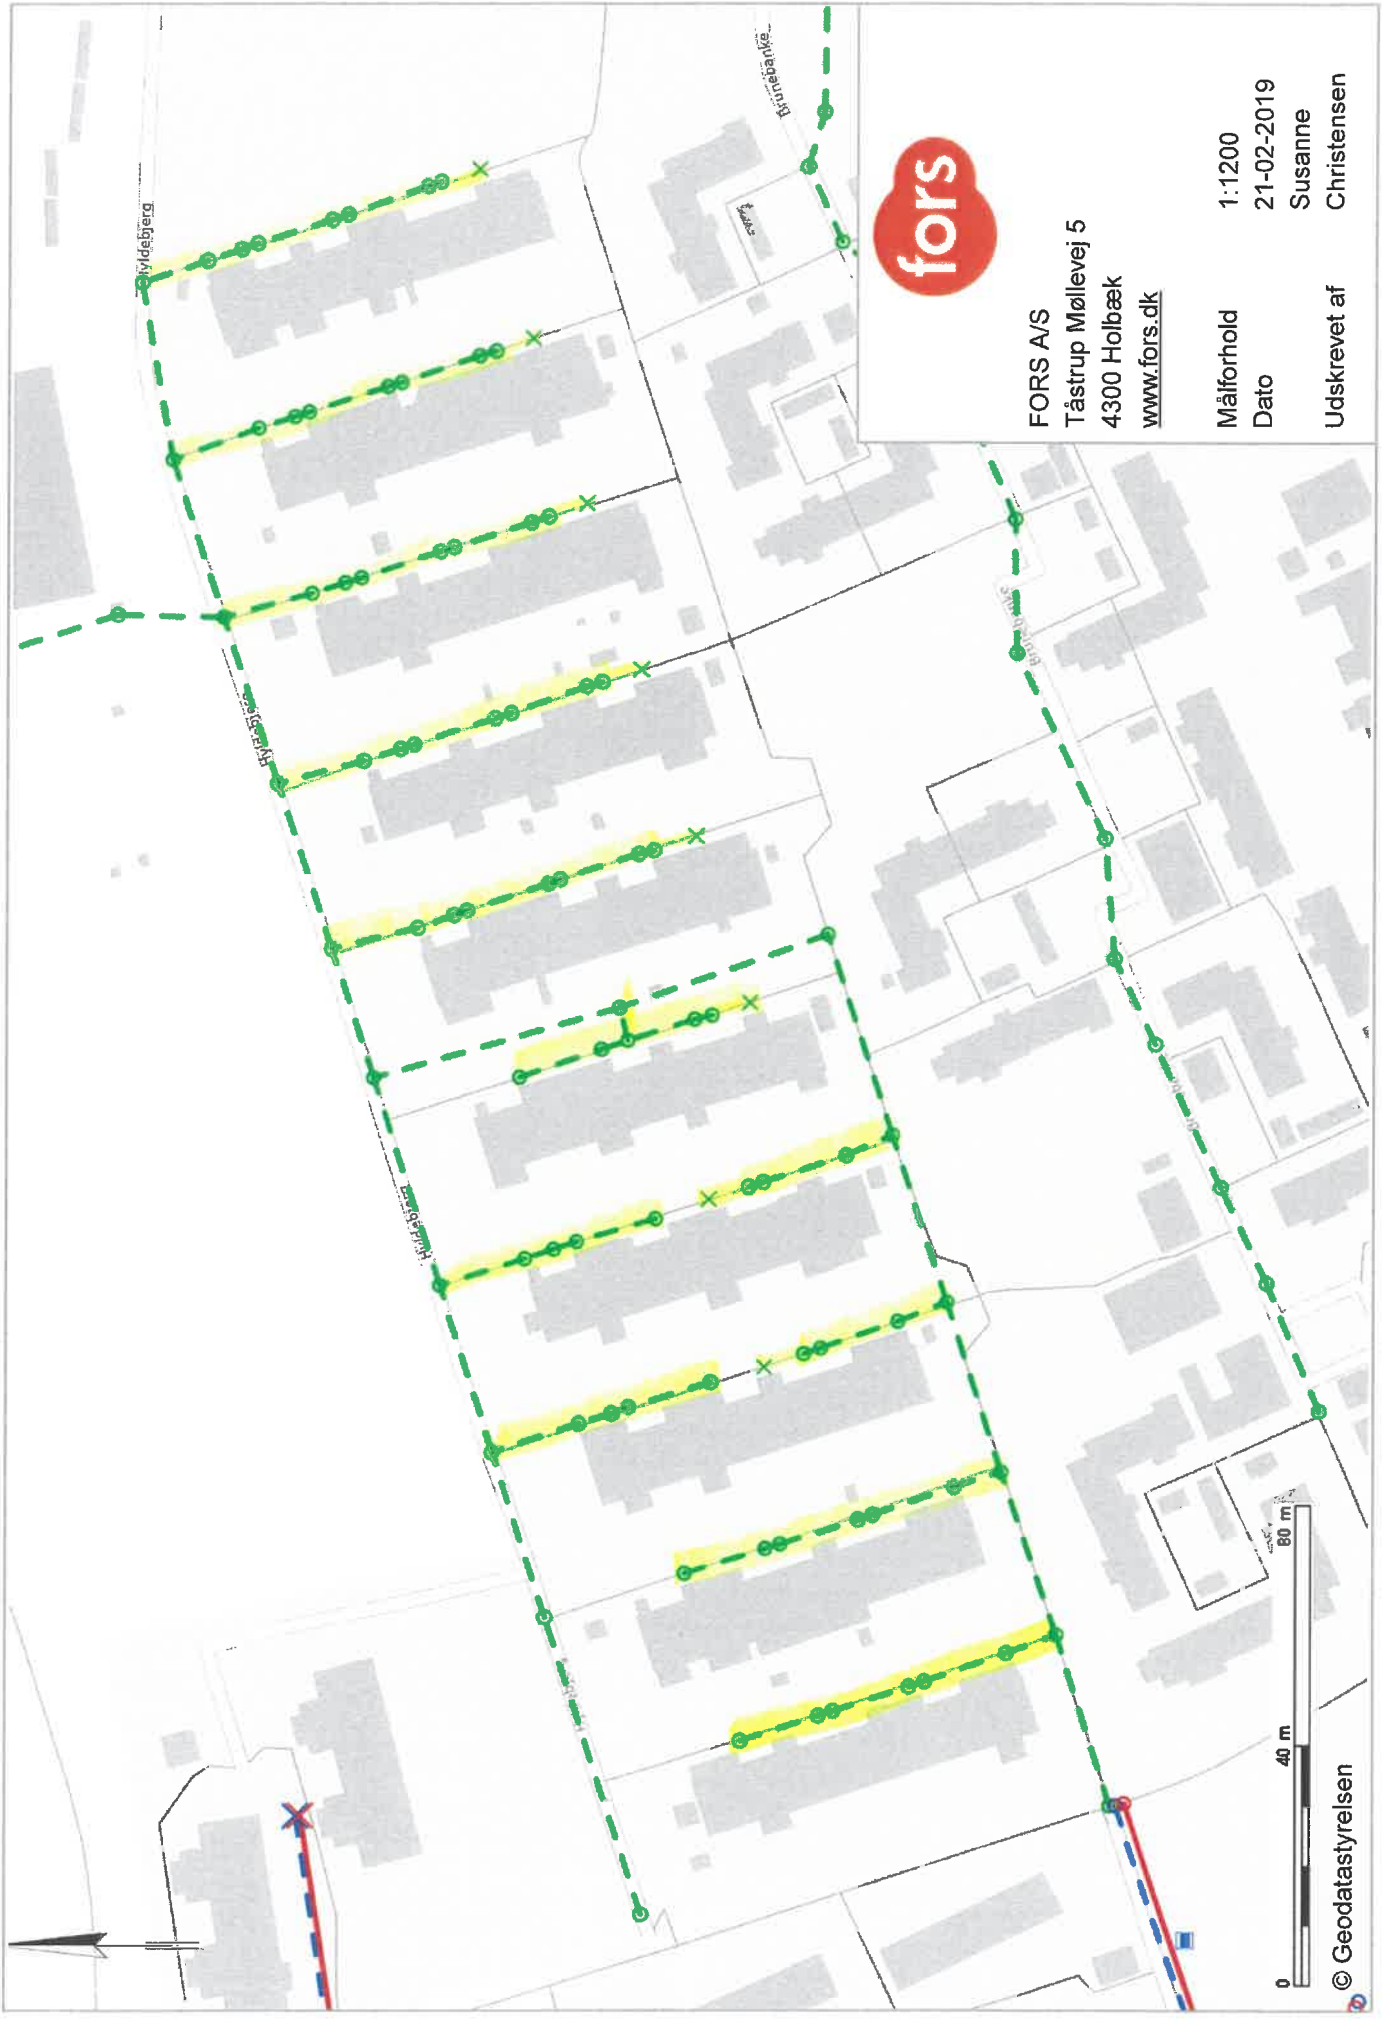 Hyldebjerg
Hyldebjerg
Hyldebjerg
Brunebanke
Brunebanke
fors
FORS A/S
Tåstrup Møllevej 5
4300 Holbæk
www.fors.dk
Målforhold 1:1200
Dato 21-02-2019
Udskrevet af Susanne
Christensen
0 40 m 80 m
© Geodatastyrelsen